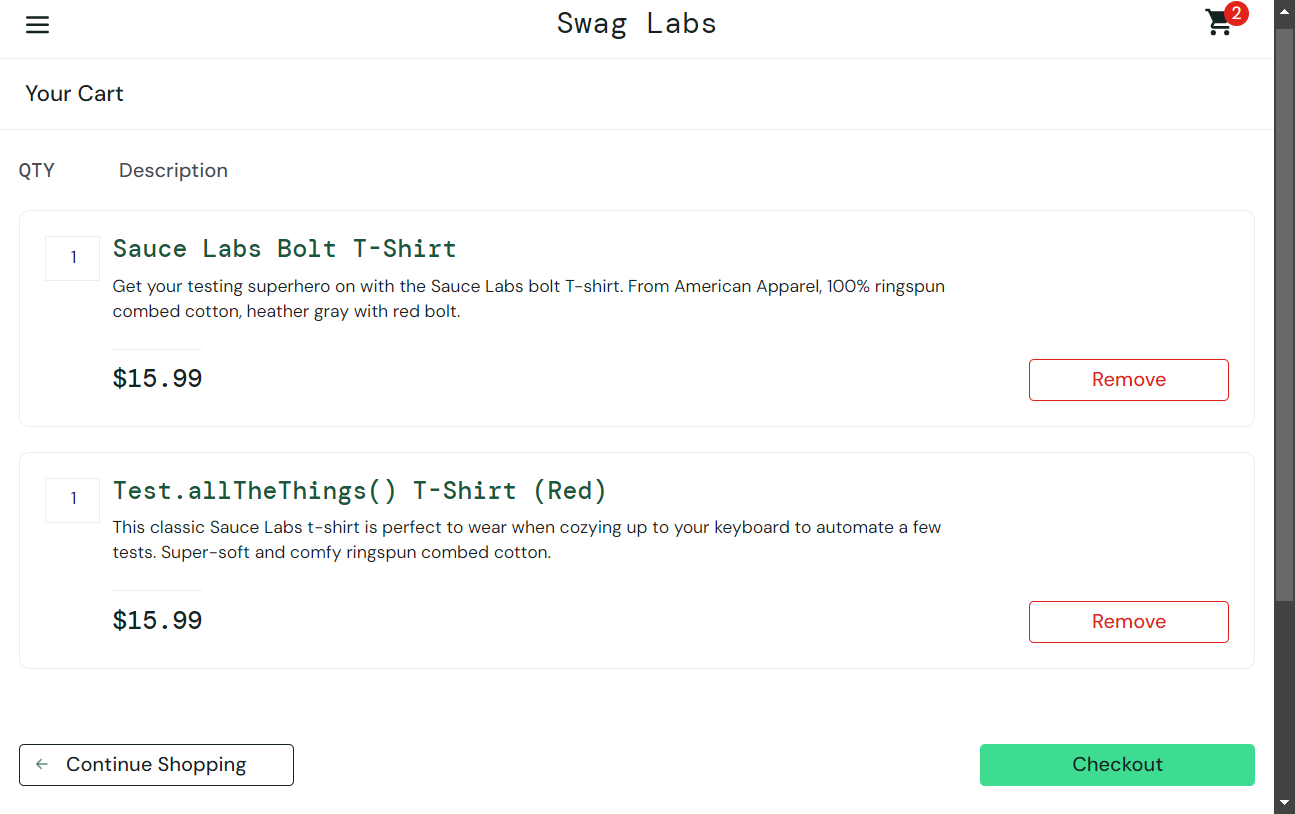 Swag Labs
2
Your Cart
QTY Description
1
Sauce Labs Bolt T-Shirt
Get your testing superhero on with the Sauce Labs bolt T-shirt. From American Apparel, 100% ringspun
combed cotton, heather gray with red bolt.
$15.99
Remove
1
Test.allTheThings() T-Shirt (Red)
This classic Sauce Labs t-shirt is perfect to wear when cozying up to your keyboard to automate a few
tests. Super-soft and comfy ringspun combed cotton.
$15.99
Remove
Continue Shopping
Checkout